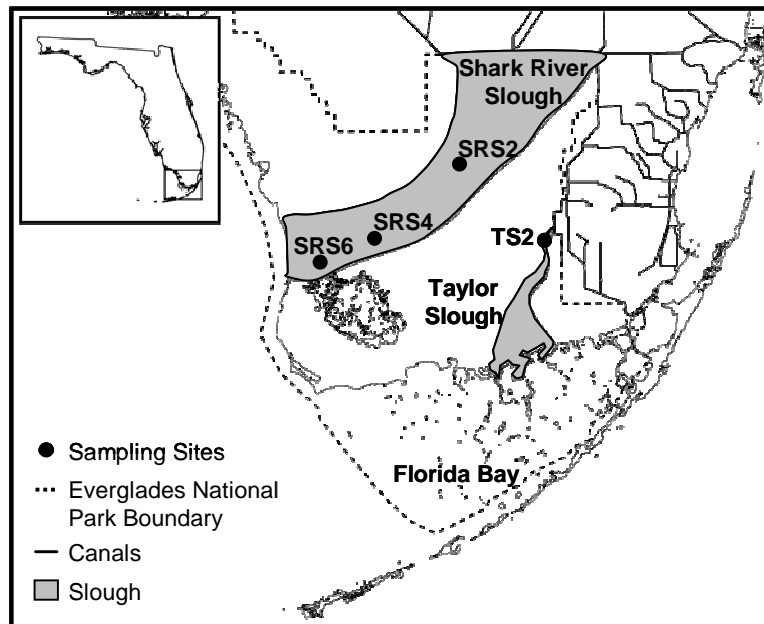 Shark River
Slough
SRS2
SRS4
SRS6
TS2
Taylor
Slough
Florida Bay
Sampling Sites
Everglades National
Park Boundary
Canals
Slough